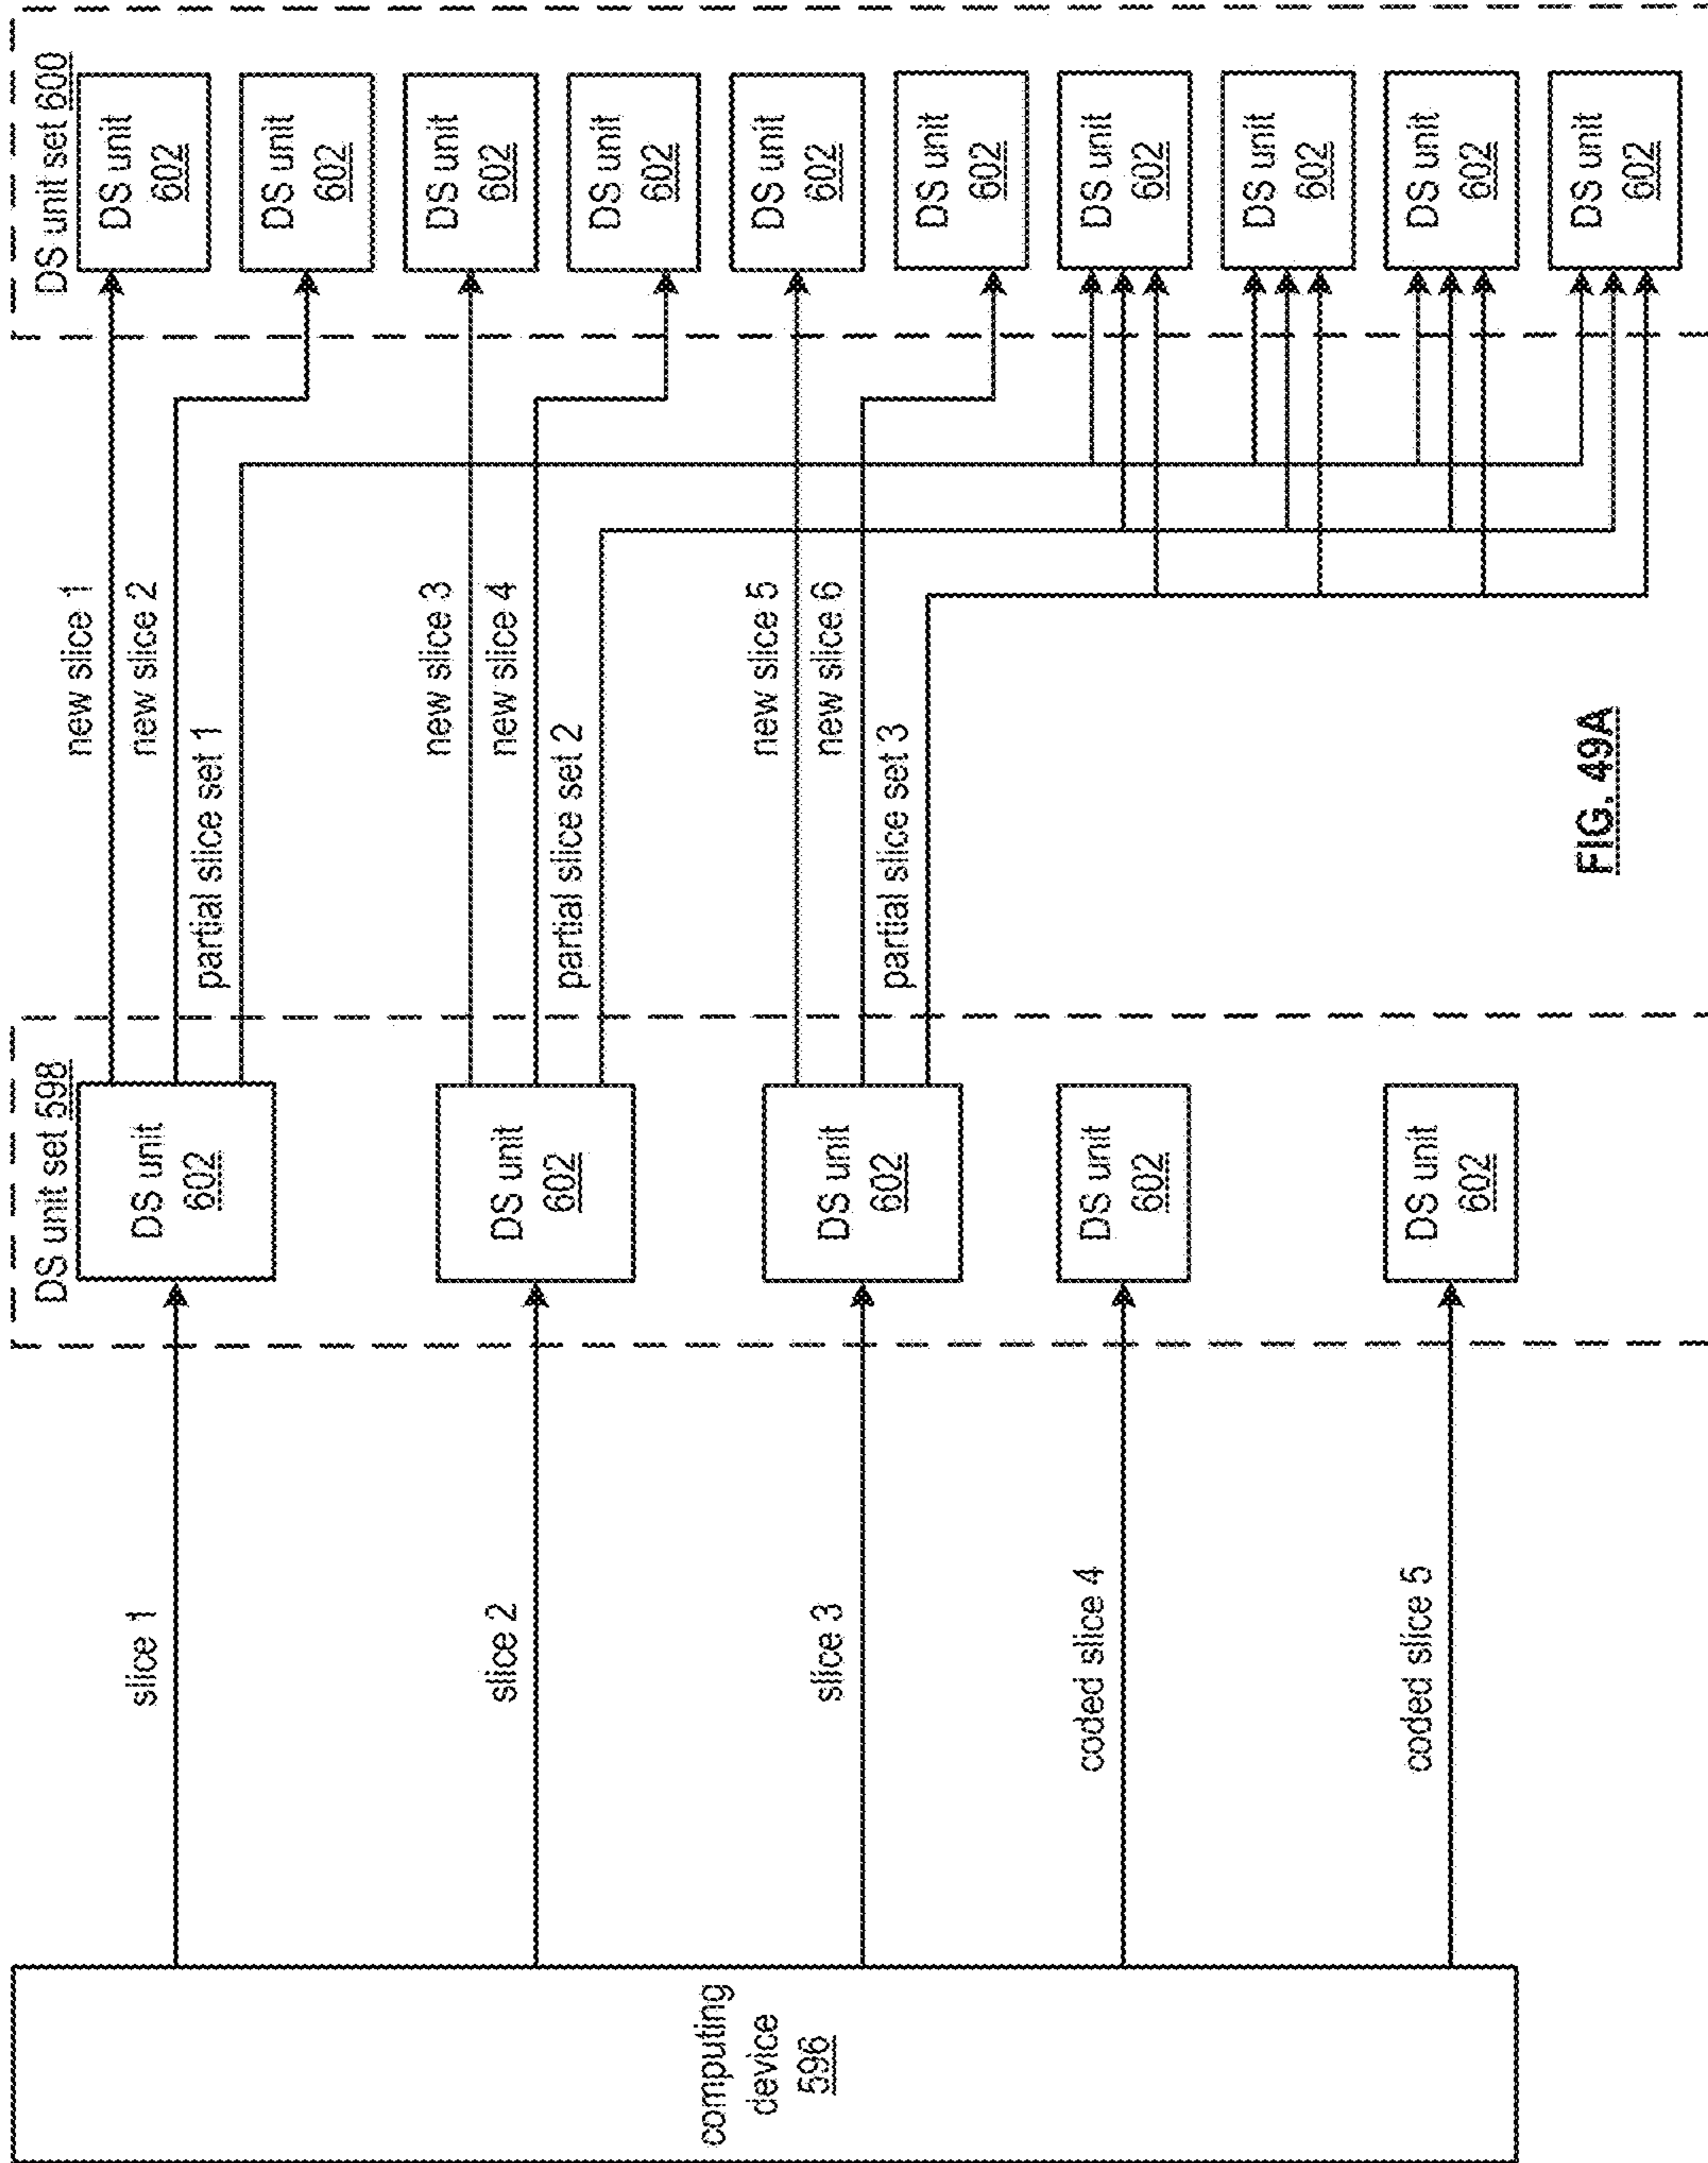 computing
device
596
slice 1
slice 2
slice 3
coded slice 4
coded slice 5
DS unit set 598
DS unit
602
DS unit
602
DS unit
602
DS unit
602
DS unit
602
new slice 1
new slice 2
partial slice set 1
new slice 3
new slice 4
partial slice set 2
new slice 5
new slice 6
partial slice set 3
DS unit set 600
DS unit
602
DS unit
602
DS unit
602
DS unit
602
DS unit
602
DS unit
602
DS unit
602
DS unit
602
DS unit
602
DS unit
602
FIG. 49A